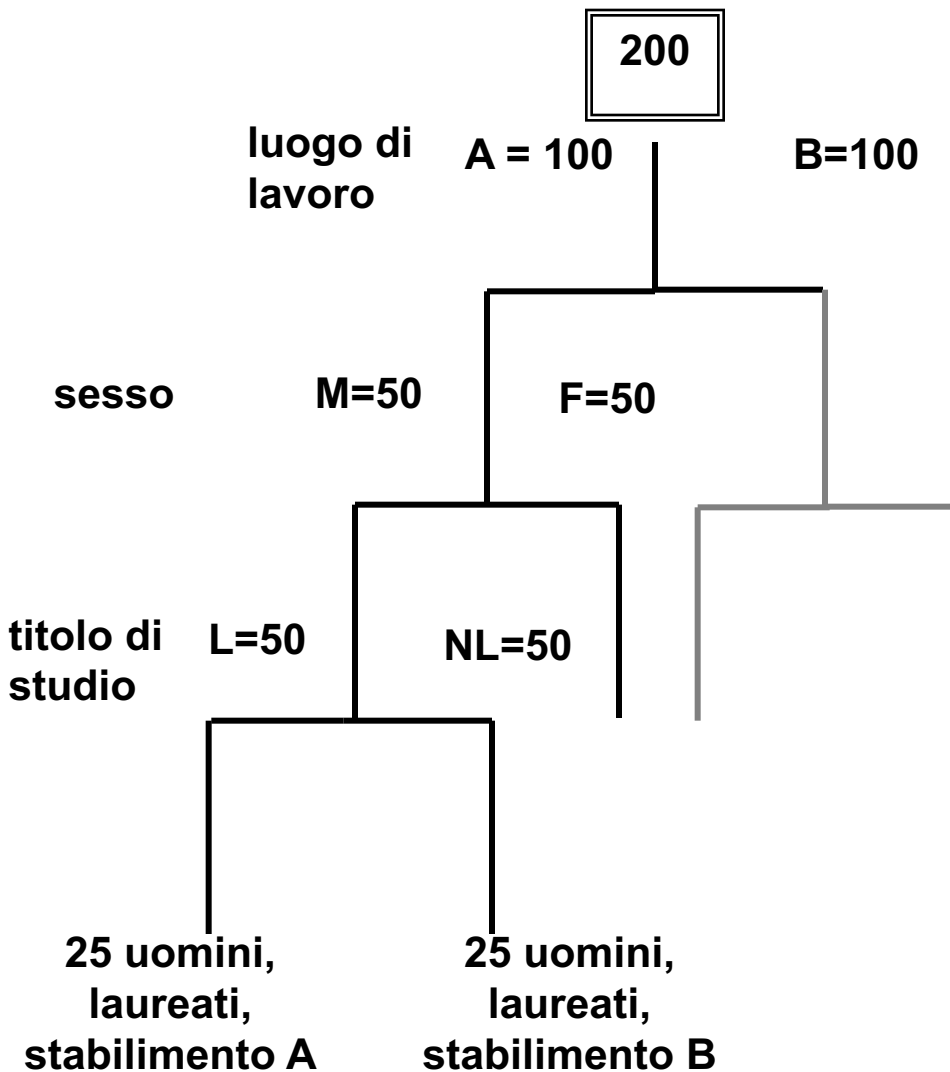 200
luogo di
lavoro
A = 100
B=100
sesso
M=50
F=50
titolo di
studio
L=50
NL=50
25 uomini,
laureati,
stabilimento A
25 uomini,
laureati,
stabilimento B